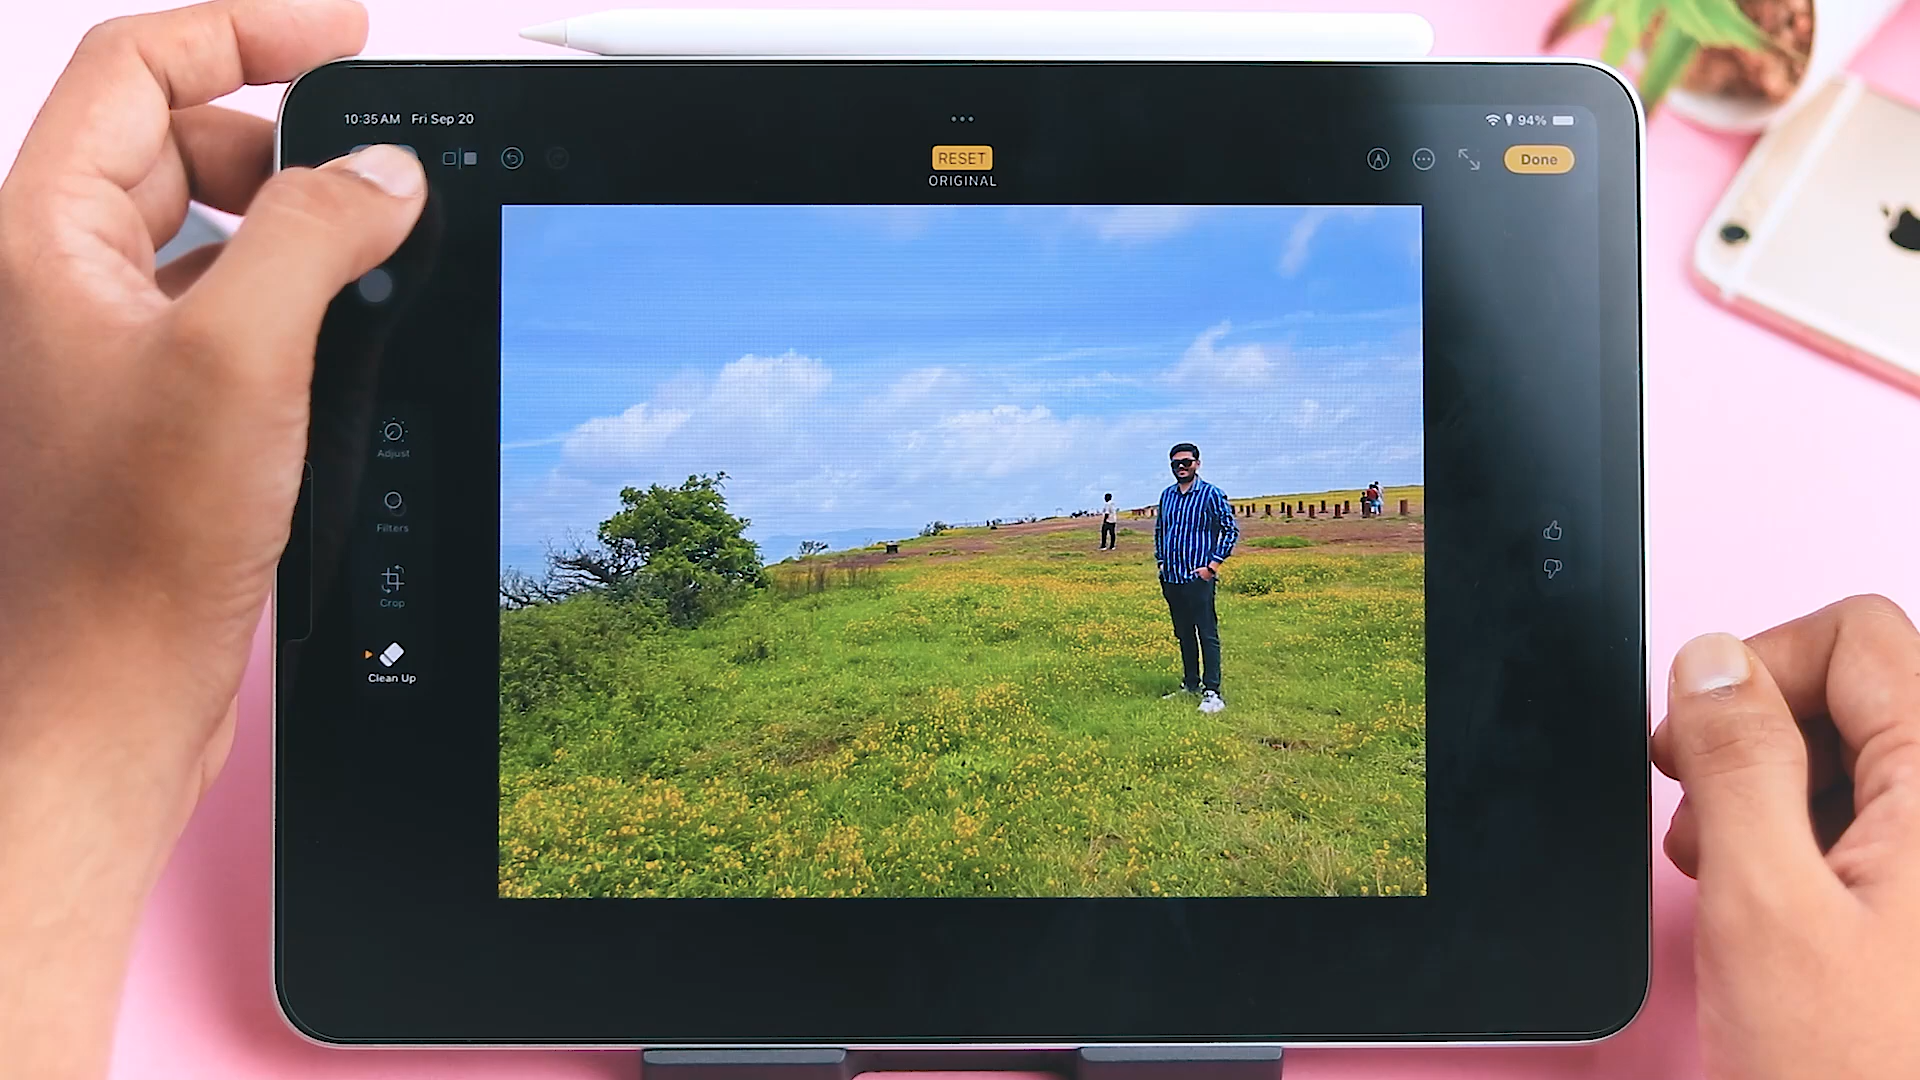 10:35 AM Fri Sep 20
94%
RESET
ORIGINAL
Done
Adjust
Filters
Crop
Clean Up